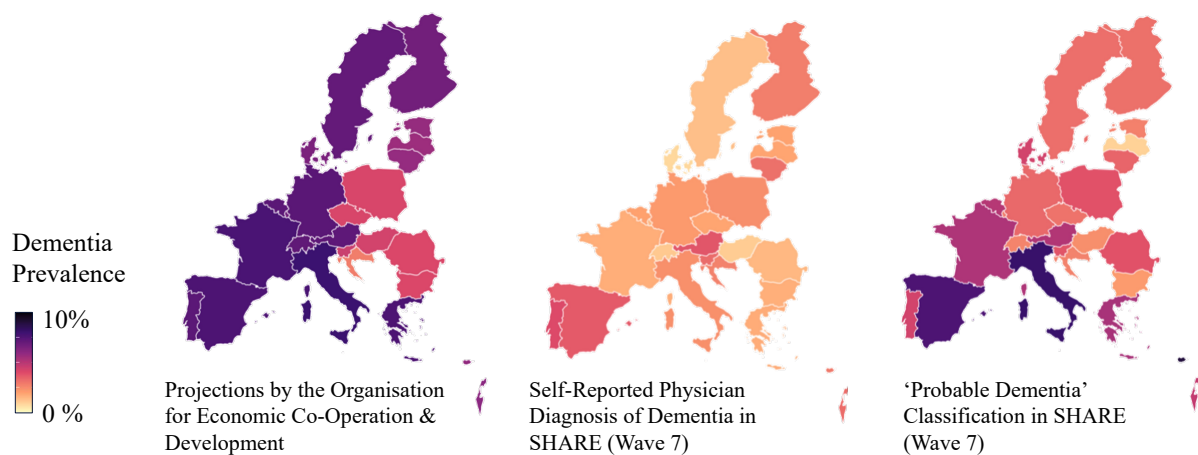 Dementia
Prevalence
10%
0 %
Projections by the Organisation
for Economic Co-Operation &
Development
Self-Reported Physician
Diagnosis of Dementia in
SHARE (Wave 7)
‘Probable Dementia’
Classification in SHARE
(Wave 7)